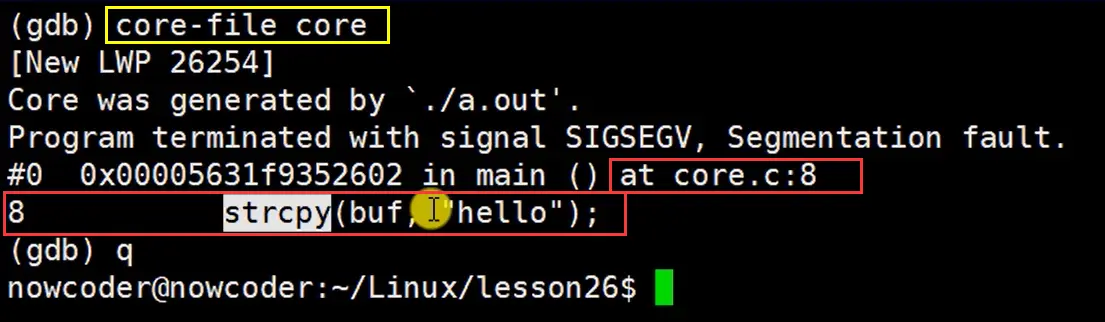 (gdb) core-file core
[New LWP 26254]
Core was generated by `./a.out'.
Program terminated with signal SIGSEGV, Segmentation fault.
#0  0x00005631f9352602 in main () at core.c:8
8               strcpy(buf, "hello");
(gdb) q
nowcoder@nowcoder:~/Linux/lesson26$